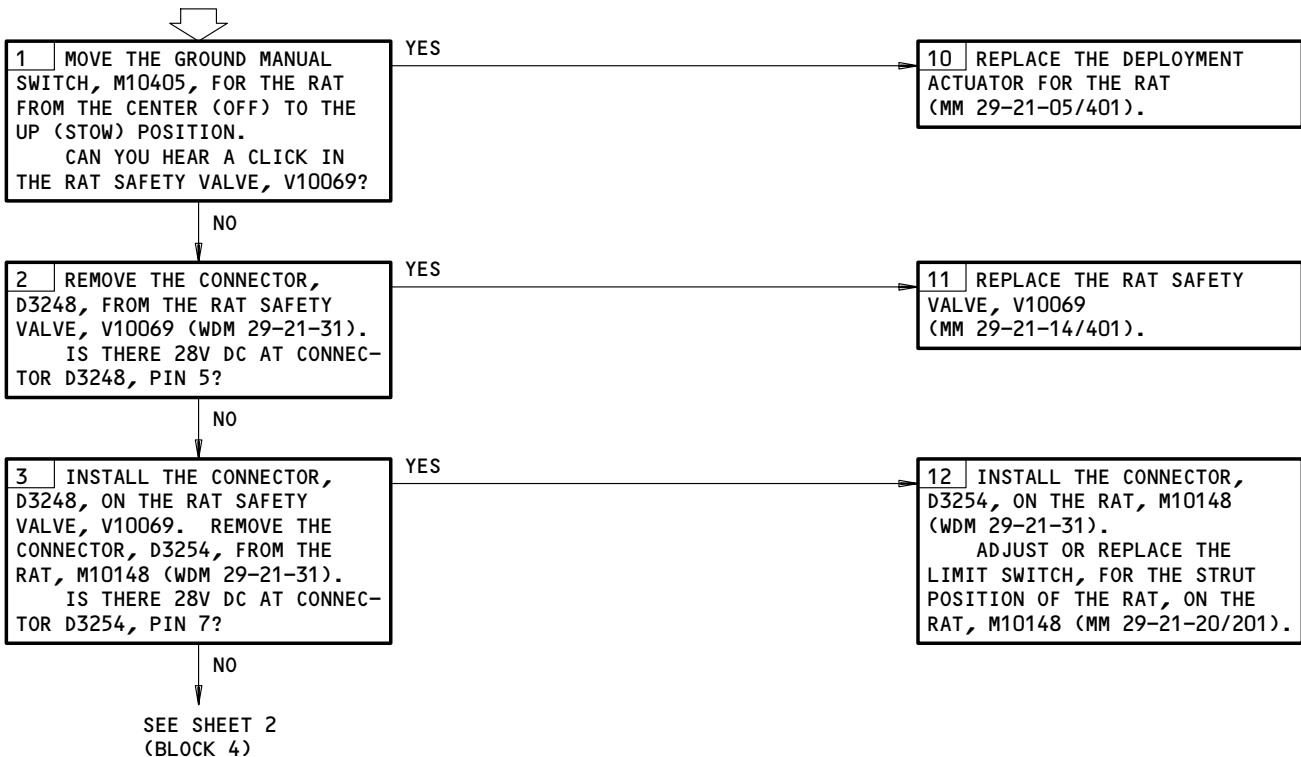 1 MOVE THE GROUND MANUAL
SWITCH, M10405, FOR THE RAT
FROM THE CENTER (OFF) TO THE
UP (STOW) POSITION.
CAN YOU HEAR A CLICK IN
THE RAT SAFETY VALVE, V10069?
YES
10 REPLACE THE DEPLOYMENT
ACTUATOR FOR THE RAT
(MM 29-21-05/401).
NO
2 REMOVE THE CONNECTOR,
D3248, FROM THE RAT SAFETY
VALVE, V10069 (WDM 29-21-31).
IS THERE 28V DC AT CONNEC-
TOR D3248, PIN 5?
YES
11 REPLACE THE RAT SAFETY
VALVE, V10069
(MM 29-21-14/401).
NO
3 INSTALL THE CONNECTOR,
D3248, ON THE RAT SAFETY
VALVE, V10069. REMOVE THE
CONNECTOR, D3254, FROM THE
RAT, M10148 (WDM 29-21-31).
IS THERE 28V DC AT CONNEC-
TOR D3254, PIN 7?
YES
12 INSTALL THE CONNECTOR,
D3254, ON THE RAT, M10148
(WDM 29-21-31).
ADJUST OR REPLACE THE
LIMIT SWITCH, FOR THE STRUT
POSITION OF THE RAT, ON THE
RAT, M10148 (MM 29-21-20/201).
NO
SEE SHEET 2
(BLOCK 4)